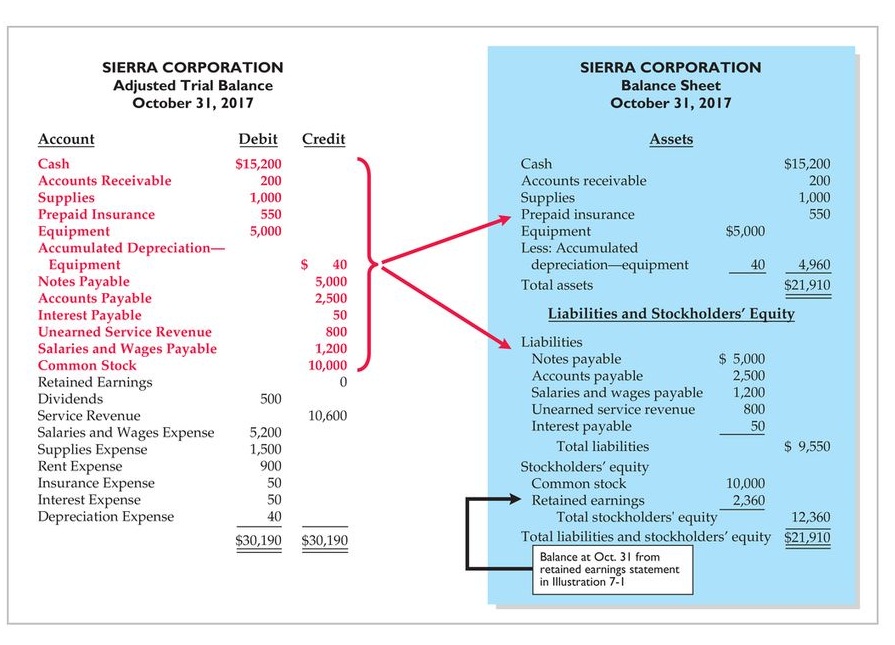 SIERRA CORPORATION
Adjusted Trial Balance
October 31, 2017
Account Debit Credit
Cash $15,200
Accounts Receivable 200
Supplies 1,000
Prepaid Insurance 550
Equipment 5,000
Accumulated Depreciation—
Equipment $ 40
Notes Payable 5,000
Accounts Payable 2,500
Interest Payable 50
Unearned Service Revenue 800
Salaries and Wages Payable 1,200
Common Stock 10,000
Retained Earnings 0
Dividends 500
Service Revenue 10,600
Salaries and Wages Expense 5,200
Supplies Expense 1,500
Rent Expense 900
Insurance Expense 50
Interest Expense 50
Depreciation Expense 40
$30,190 $30,190
SIERRA CORPORATION
Balance Sheet
October 31, 2017
Assets
Cash $15,200
Accounts receivable 200
Supplies 1,000
Prepaid insurance 550
Equipment $5,000
Less: Accumulated
depreciation—equipment 40 4,960
Total assets $21,910
Liabilities and Stockholders' Equity
Liabilities
Notes payable $ 5,000
Accounts payable 2,500
Salaries and wages payable 1,200
Unearned service revenue 800
Interest payable 50
Total liabilities $ 9,550
Stockholders' equity
Common stock 10,000
Retained earnings 2,360
Total stockholders' equity 12,360
Total liabilities and stockholders' equity $21,910
Balance at Oct. 31 from
retained earnings statement
in Illustration 7-1